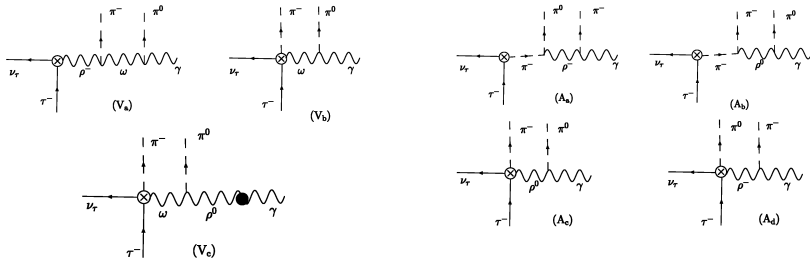 π⁻ π⁰
ν_τ ρ⁻ ω γ
τ⁻
(V_a)
π⁻ π⁰
ν_τ ω γ
τ⁻
(V_b)
π⁻ π⁰
ν_τ ω ρ⁰ γ
τ⁻
(V_c)
π⁰ π⁻
ν_τ π⁻ ρ⁻ γ
τ⁻
(A_a)
π⁻ π⁰
ν_τ π⁻ ρ⁰ γ
τ⁻
(A_b)
π⁻ π⁰
ν_τ ρ⁰ γ
τ⁻
(A_c)
π⁰ π⁻
ν_τ ρ⁻ γ
τ⁻
(A_d)